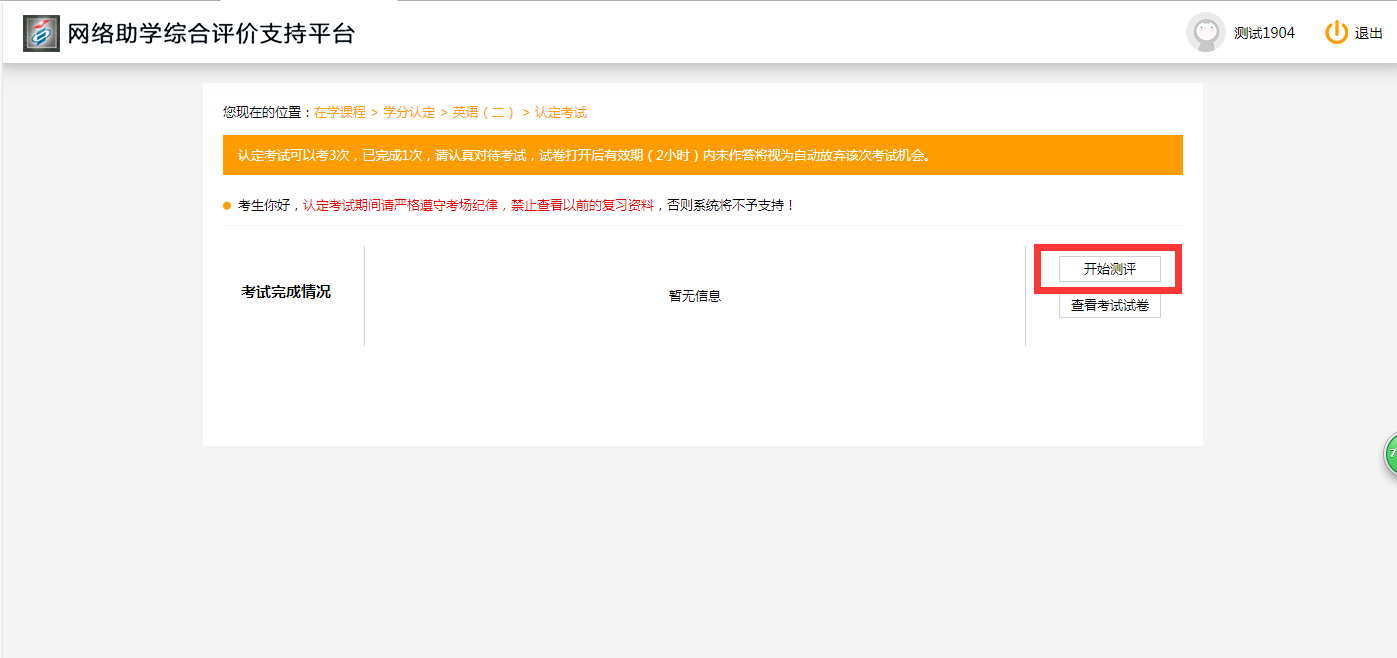 网络助学综合评价支持平台
测试1904
退出
您现在的位置：在学课程 > 学分认定 > 英语（二） > 认定考试
认定考试可以考3次，已完成1次，请认真对待考试，试卷打开后有效期（2小时）内未作答将视为自动放弃该次考试机会。
考生你好，认定考试期间请严格遵守考场纪律，禁止查看以前的复习资料，否则系统将不予支持！
考试完成情况
暂无信息
开始测评
查看考试试卷
7